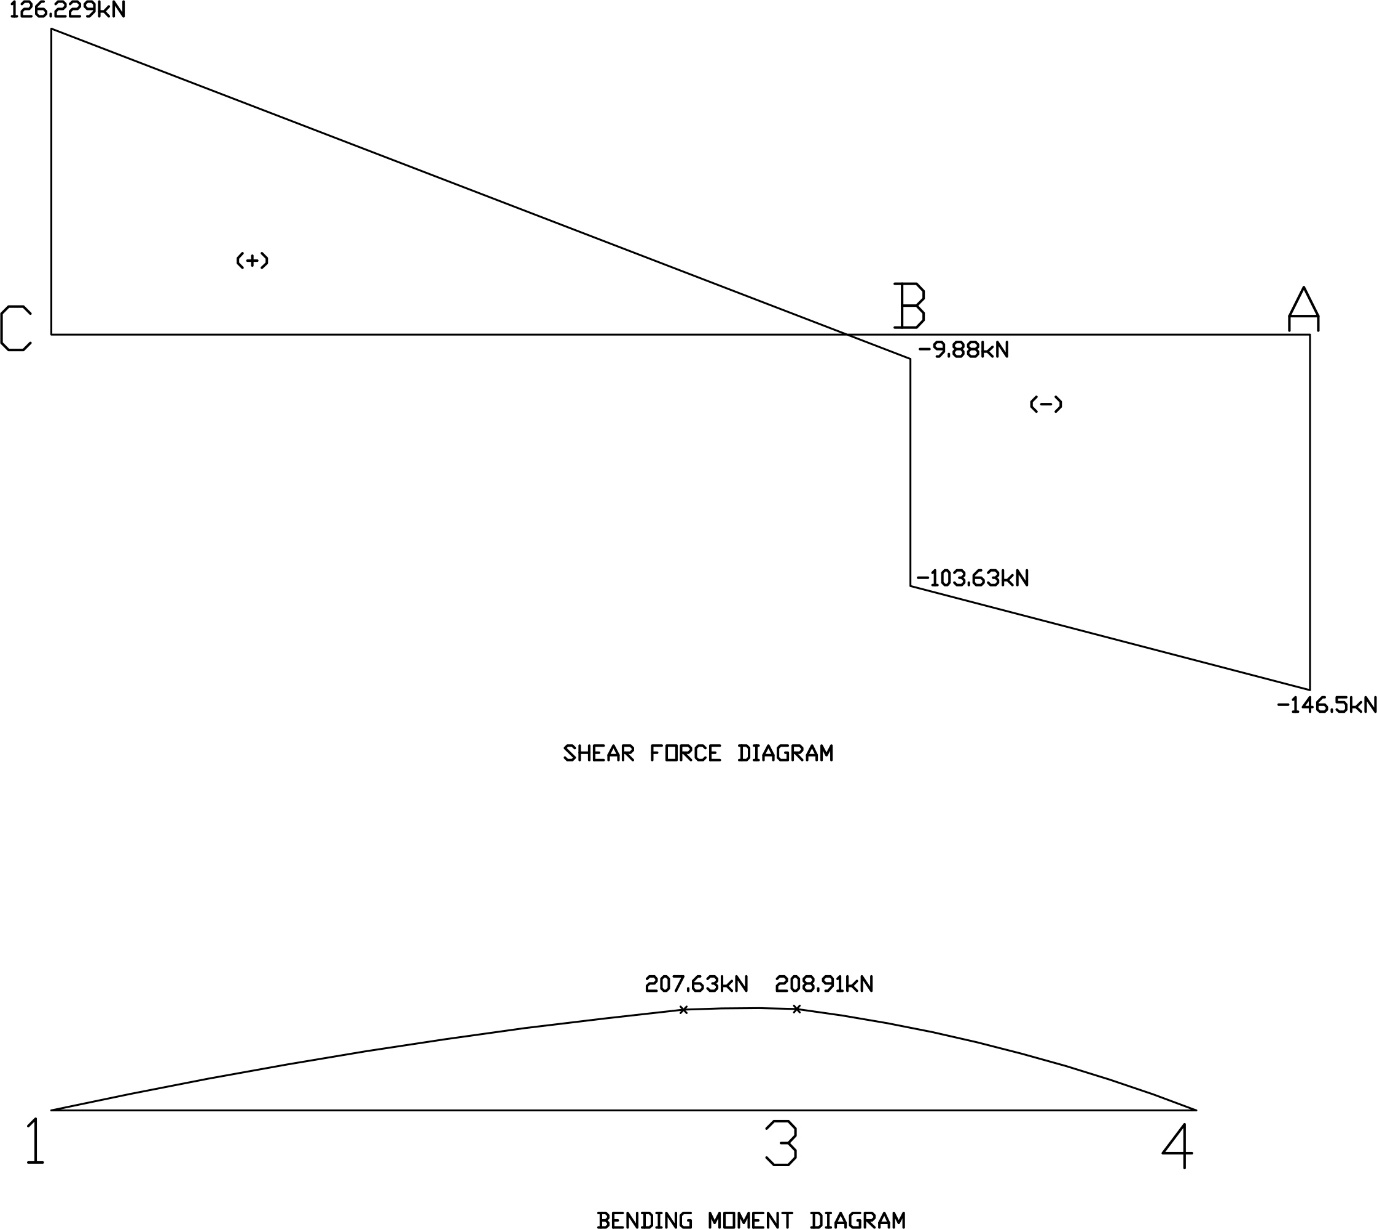 126.229kN
(+)
C
B
A
-9.88kN
(-)
-103.63kN
-146.5kN
SHEAR FORCE DIAGRAM
207.63kN 208.91kN
1
3
4
BENDING MOMENT DIAGRAM